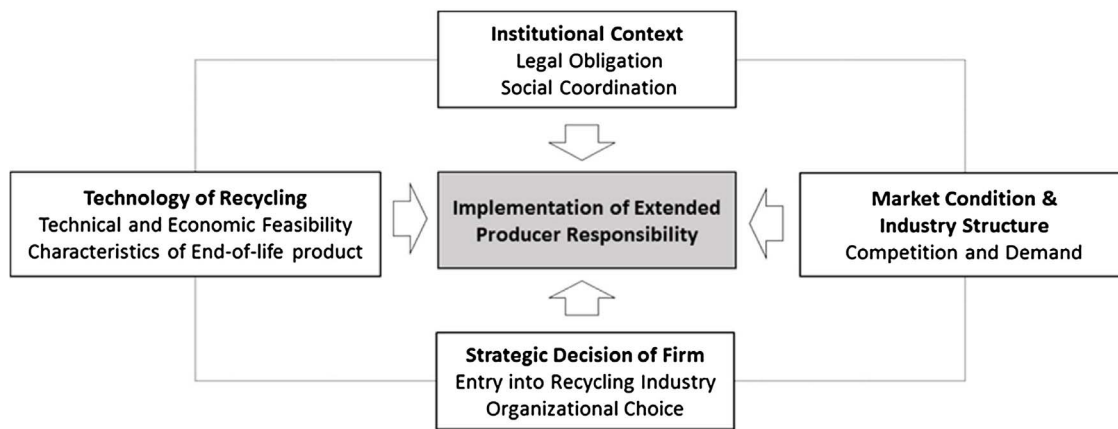 Institutional Context
Legal Obligation
Social Coordination
Technology of Recycling
Technical and Economic Feasibility
Characteristics of End-of-life product
Implementation of Extended
Producer Responsibility
Market Condition &
Industry Structure
Competition and Demand
Strategic Decision of Firm
Entry into Recycling Industry
Organizational Choice